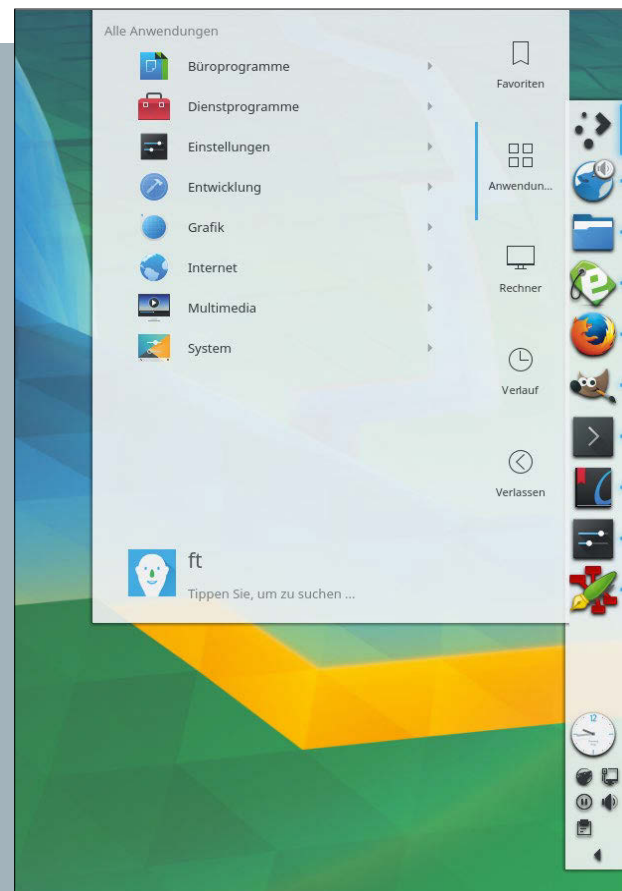 Alle Anwendungen
Büroprogramme
Dienstprogramme
Einstellungen
Entwicklung
Grafik
Internet
Multimedia
System
Favoriten
Anwendun...
Rechner
Verlauf
Verlassen
ft
Tippen Sie, um zu suchen ...
12